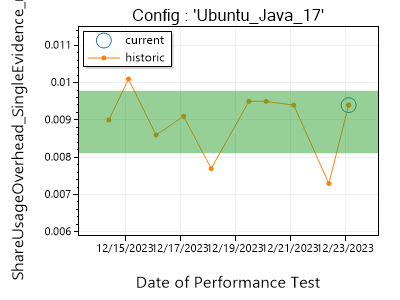 Config : 'Ubuntu_Java_17'
current
historic
0.011
0.01
0.009
0.008
0.007
0.006
ShareUsageOverhead_SingleEvidence_
12/15/2023
12/17/2023
12/19/2023
12/21/2023
12/23/2023
Date of Performance Test